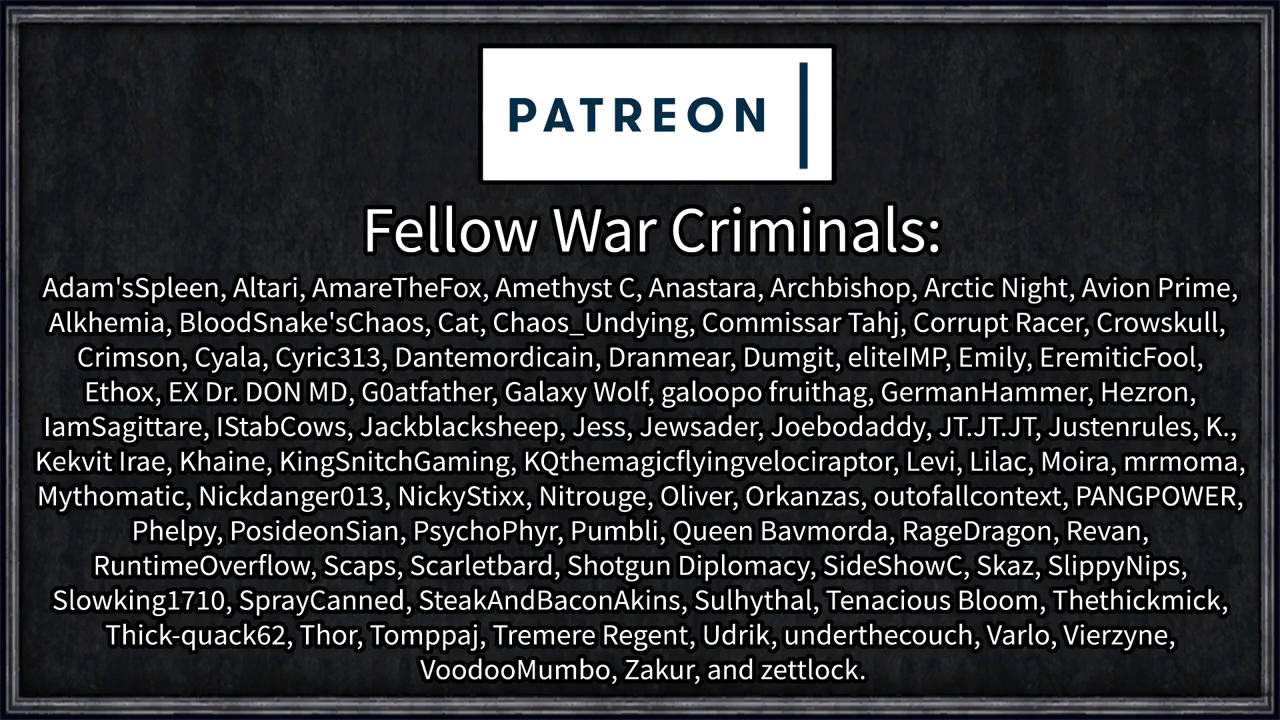 PATREON
Fellow War Criminals:
Adam'sSpleen, Altari, AmareTheFox, Amethyst C, Anastara, Archbishop, Arctic Night, Avion Prime,
Alkhemia, BloodSnake'sChaos, Cat, Chaos_Undying, Commissar Tahj, Corrupt Racer, Crowskull,
Crimson, Cyala, Cyric313, Dantemordicain, Dranmear, Dumgit, eliteIMP, Emily, EremiticFool,
Ethox, EX Dr. DON MD, G0atfather, Galaxy Wolf, galoopo fruithag, GermanHammer, Hezron,
IamSagittare, IStabCows, Jackblacksheep, Jess, Jewsader, Joebodaddy, JT.JT.JT, Justenrules, K.,
Kekvit Irae, Khaine, KingSnitchGaming, KQthemagicflyingvelociraptor, Levi, Lilac, Moira, mrmoma,
Mythomatic, Nickdanger013, NickyStixx, Nitrouge, Oliver, Orkanzas, outofallcontext, PANGPOWER,
Phelpy, PosideonSian, PsychoPhyr, Pumbli, Queen Bavmorda, RageDragon, Revan,
RuntimeOverflow, Scaps, Scarletbard, Shotgun Diplomacy, SideShowC, Skaz, SlippyNips,
Slowking1710, SprayCanned, SteakAndBaconAkins, Sulhythal, Tenacious Bloom, Thethickmick,
Thick-quack62, Thor, Tomppaj, Tremere Regent, Udrik, underthecouch, Varlo, Vierzyne,
VoodooMumbo, Zakur, and zettlock.